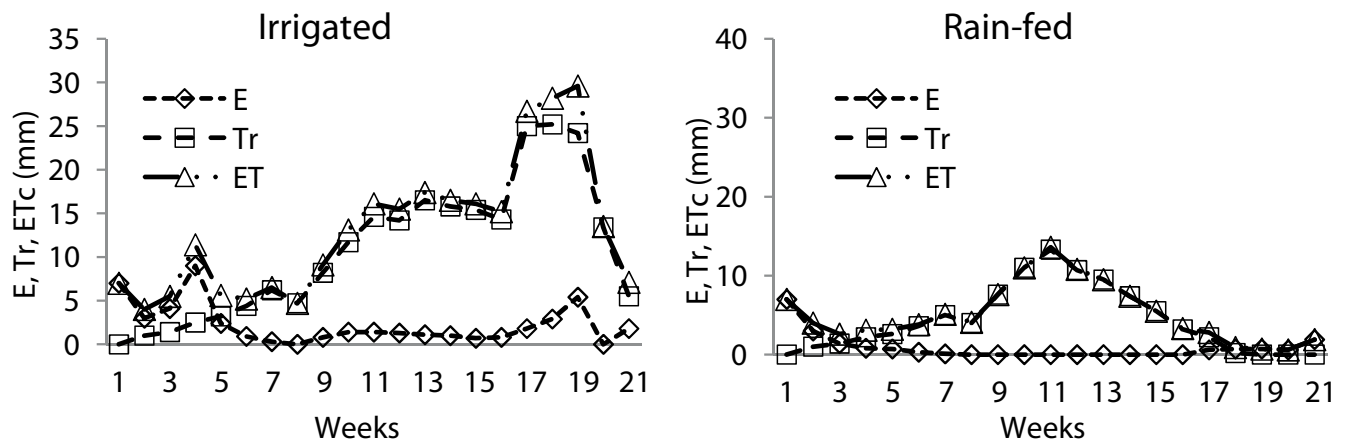 Irrigated
35
30
25
20
15
10
5
0
E, Tr, ETc (mm)
E
Tr
ET
1 3 5 7 9 11 13 15 17 19 21
Weeks
Rain-fed
40
30
20
10
0
E, Tr, ETc (mm)
E
Tr
ET
1 3 5 7 9 11 13 15 17 19 21
Weeks